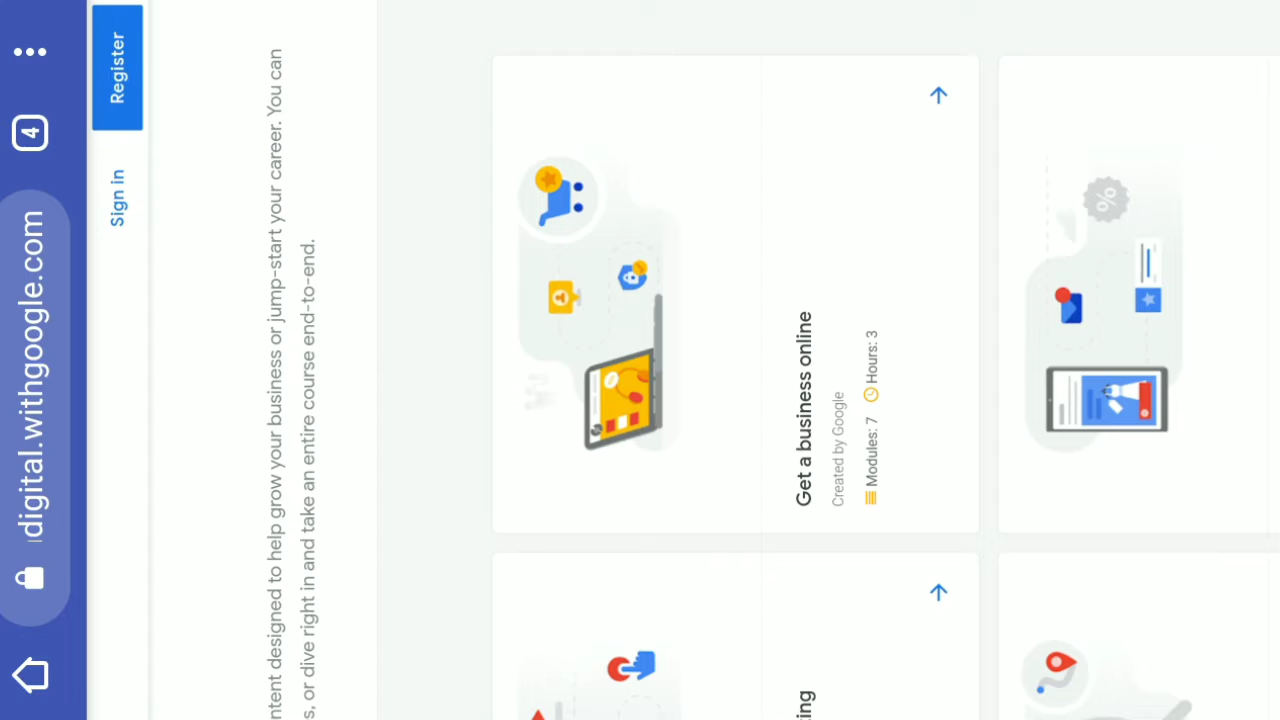 digital.withgoogle.com
4
Sign in
Register
designed to help grow your business or jump-start your career. You can
or dive right in and take an entire course end-to-end.
Get a business online
Created by Google
Modules: 7 Hours: 3
%